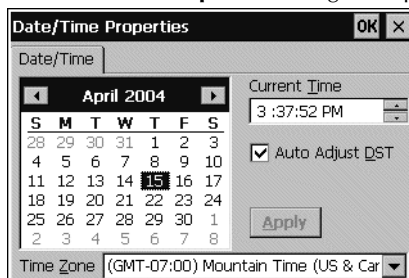 Date/Time Properties OK ×
Date/Time
April 2004
S M T W T F S
28 29 30 31 1 2 3
4 5 6 7 8 9 10
11 12 13 14 15 16 17
18 19 20 21 22 23 24
25 26 27 28 29 30 1
2 3 4 5 6 7 8
Current Time
3 :37:52 PM
Auto Adjust DST
Apply
Time Zone (GMT-07:00) Mountain Time (US & Car